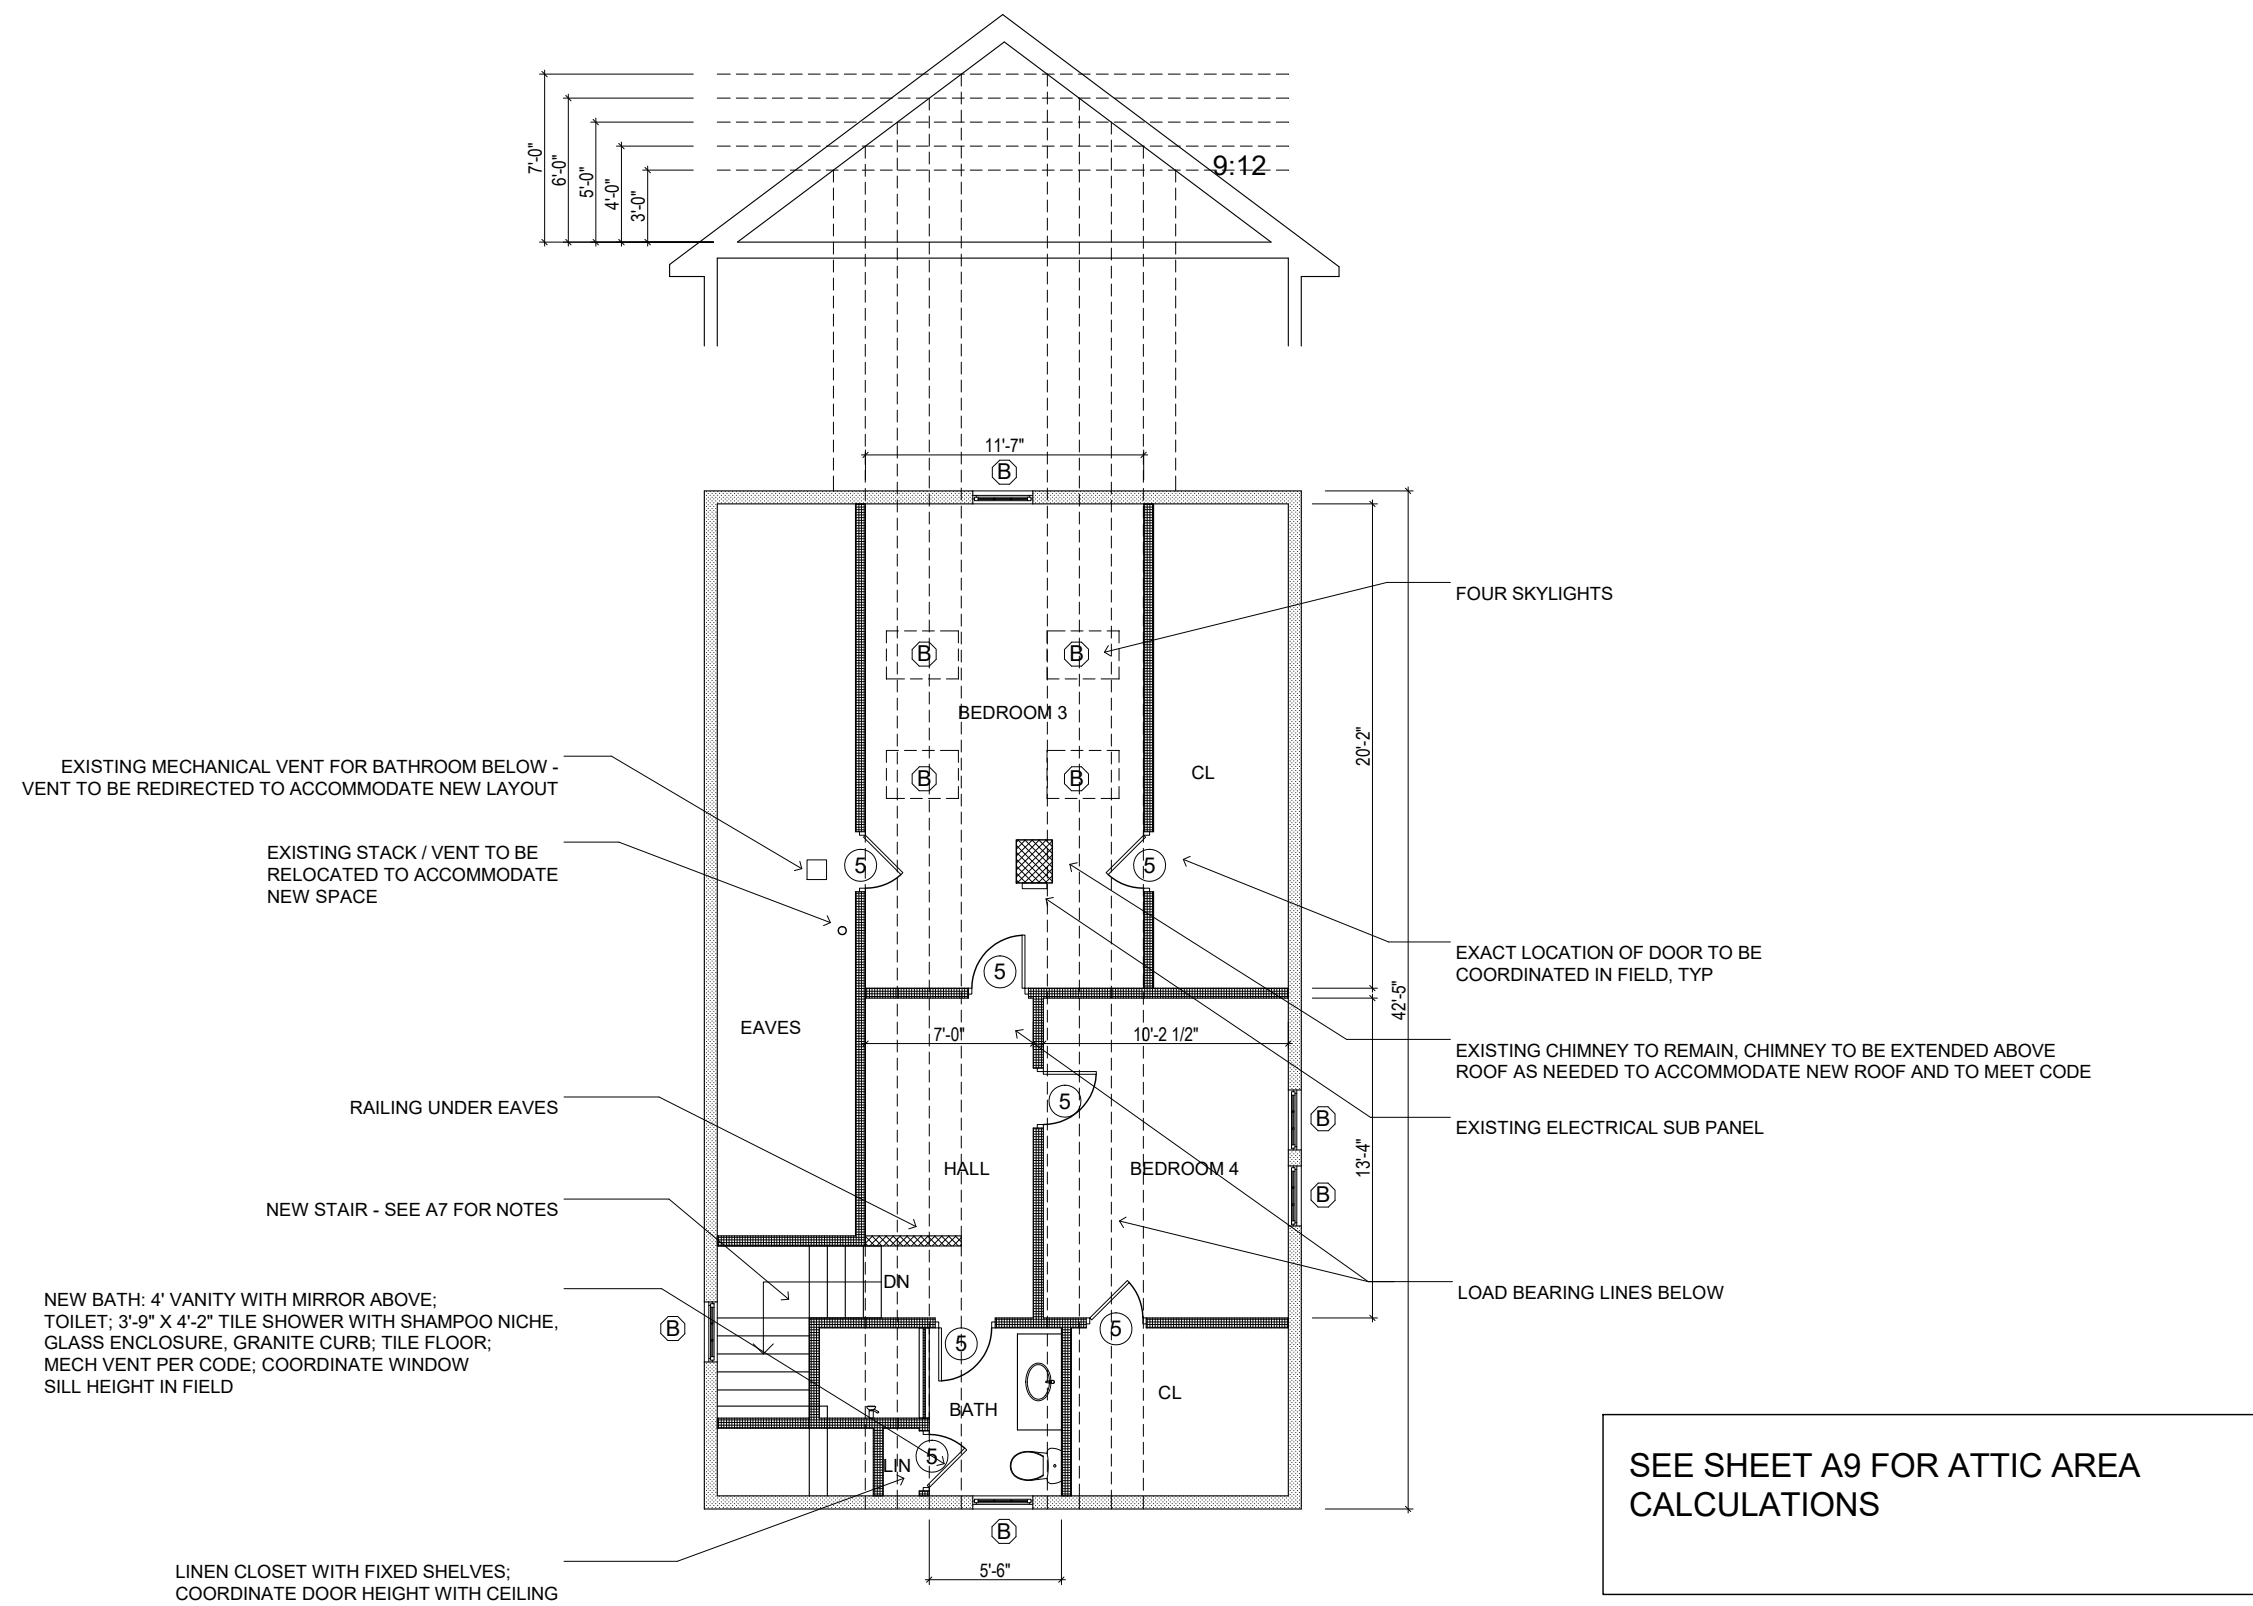 9:12
7'-0"
6'-0"
5'-0"
4'-0"
3'-0"
11'-7"
B
FOUR SKYLIGHTS
B
B
BEDROOM 3
20'-2"
EXISTING MECHANICAL VENT FOR BATHROOM BELOW -
VENT TO BE REDIRECTED TO ACCOMMODATE NEW LAYOUT
B
B
CL
EXISTING STACK / VENT TO BE
RELOCATED TO ACCOMMODATE
NEW SPACE
5
5
EXACT LOCATION OF DOOR TO BE
COORDINATED IN FIELD, TYP
5
42'-5"
EAVES
7'-0"
10'-2 1/2"
EXISTING CHIMNEY TO REMAIN, CHIMNEY TO BE EXTENDED ABOVE
ROOF AS NEEDED TO ACCOMMODATE NEW ROOF AND TO MEET CODE
RAILING UNDER EAVES
5
B
EXISTING ELECTRICAL SUB PANEL
HALL
BEDROOM 4
13'-4"
B
NEW STAIR - SEE A7 FOR NOTES
DN
LOAD BEARING LINES BELOW
NEW BATH: 4' VANITY WITH MIRROR ABOVE;
TOILET; 3'-9" X 4'-2" TILE SHOWER WITH SHAMPOO NICHE,
GLASS ENCLOSURE, GRANITE CURB; TILE FLOOR;
MECH VENT PER CODE; COORDINATE WINDOW
SILL HEIGHT IN FIELD
B
5
5
BATH
CL
LIN
5
SEE SHEET A9 FOR ATTIC AREA
CALCULATIONS
B
LINEN CLOSET WITH FIXED SHELVES;
COORDINATE DOOR HEIGHT WITH CEILING
5'-6"